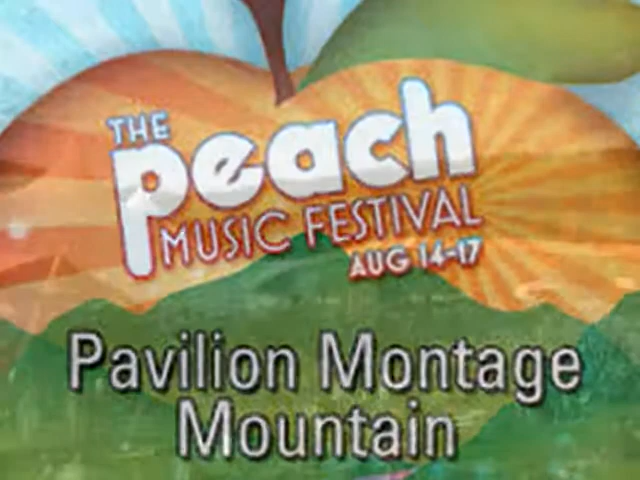 THE
peach
MUSIC FESTIVAL
AUG 14-17
Pavilion Montage
Mountain